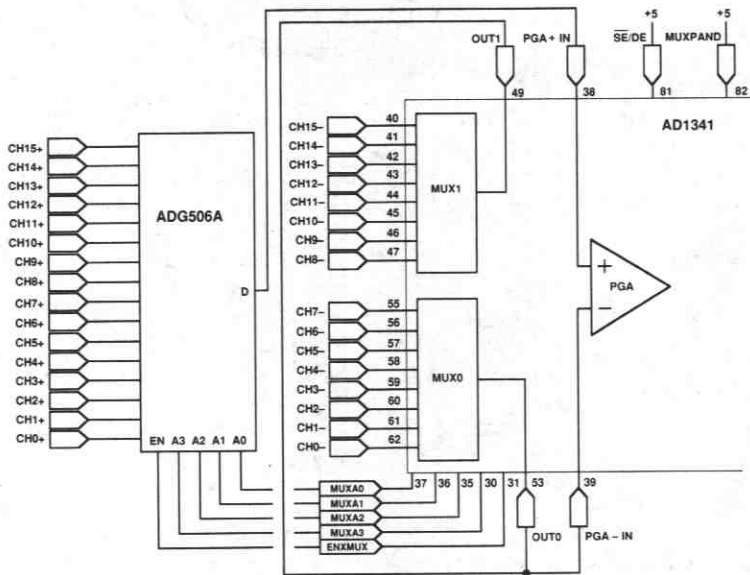 +5 +5
OUT1 PGA + IN SE/DE MUXPAND
49 38 81 82
AD1341
CH15+
CH14+
CH13+
CH12+
CH11+
CH10+
CH9+
CH8+
CH7+
CH6+
CH5+
CH4+
CH3+
CH2+
CH1+
CH0+
ADG506A
D
EN A3 A2 A1 A0
CH15– 40
CH14– 41
CH13– 42
CH12– 43
CH11– 44
CH10– 45
CH9– 46
CH8– 47
MUX1
+
PGA
–
CH7– 55
CH6– 56
CH5– 57
CH4– 58
CH3– 59
CH2– 60
CH1– 61
CH0– 62
MUX0
MUXA0 37 36 35 30 31 53 39
MUXA1
MUXA2
MUXA3
ENXMUX
OUT0 PGA – IN